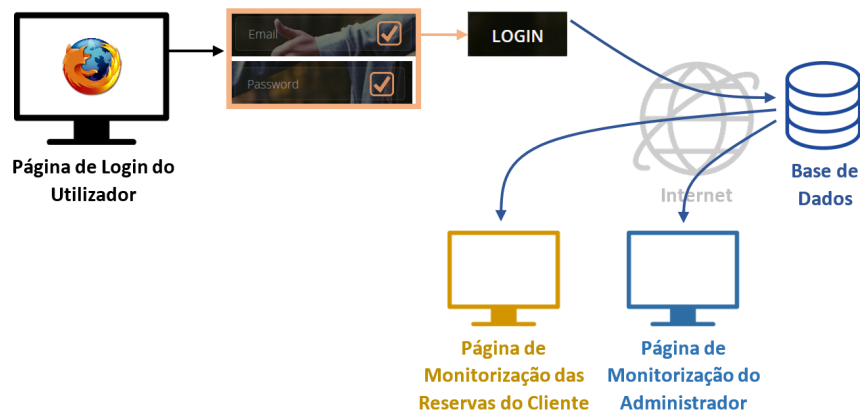 Email
LOGIN
Password
Página de Login do
Utilizador
Internet
Base de
Dados
Página de
Monitorização das
Reservas do Cliente
Página de
Monitorização do
Administrador